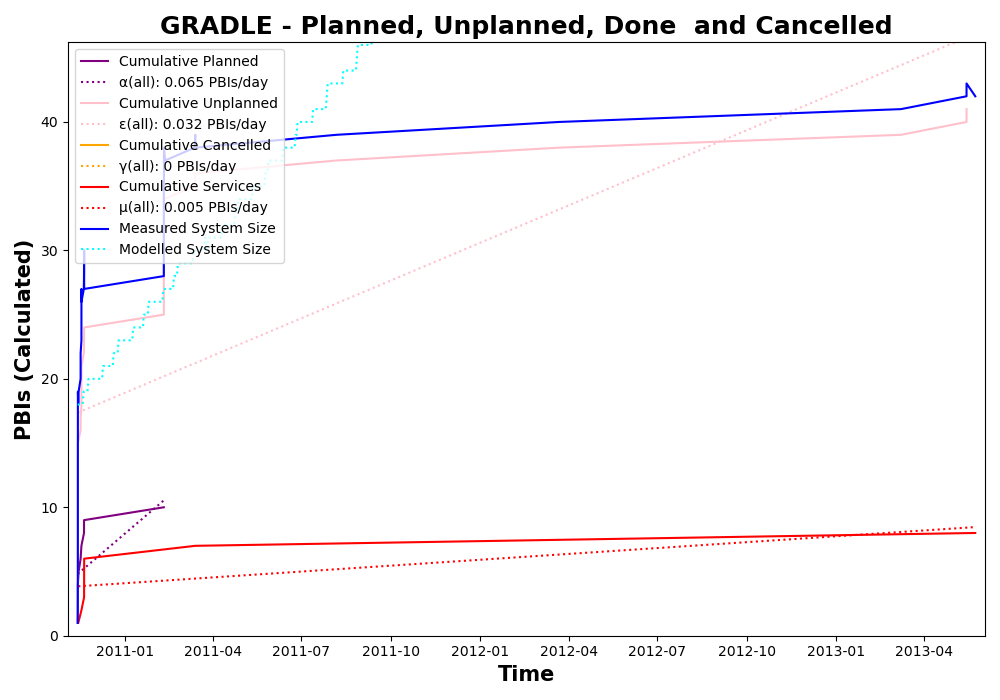 GRADLE - Planned, Unplanned, Done  and Cancelled
Cumulative Planned
α(all): 0.065 PBIs/day
Cumulative Unplanned
ε(all): 0.032 PBIs/day
Cumulative Cancelled
γ(all): 0 PBIs/day
Cumulative Services
μ(all): 0.005 PBIs/day
Measured System Size
Modelled System Size
PBIs (Calculated)
40
30
20
10
0
2011-01 2011-04 2011-07 2011-10 2012-01 2012-04 2012-07 2012-10 2013-01 2013-04
Time